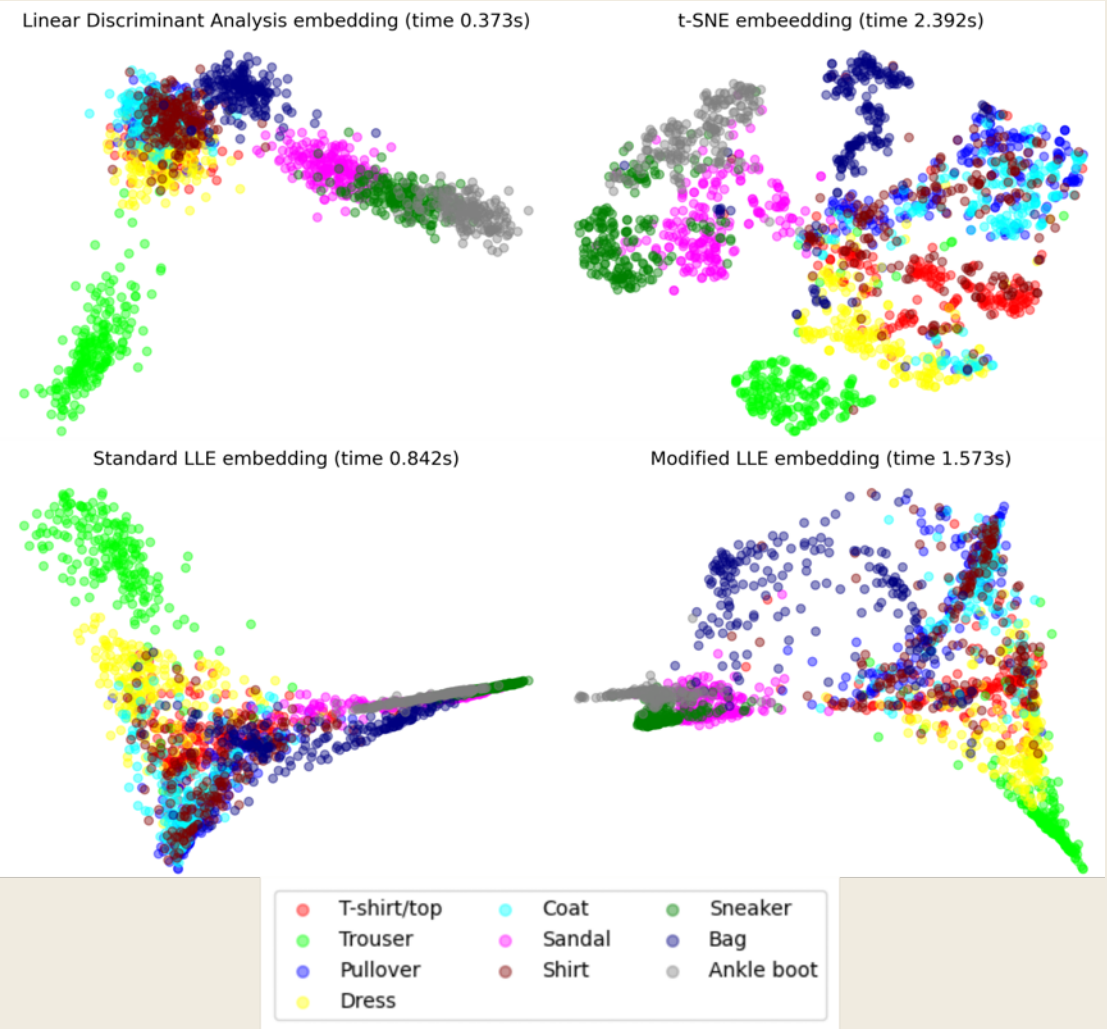 Linear Discriminant Analysis embedding (time 0.373s)
t-SNE embeedding (time 2.392s)
Standard LLE embedding (time 0.842s)
Modified LLE embedding (time 1.573s)
T-shirt/top
Trouser
Pullover
Dress
Coat
Sandal
Shirt
Sneaker
Bag
Ankle boot